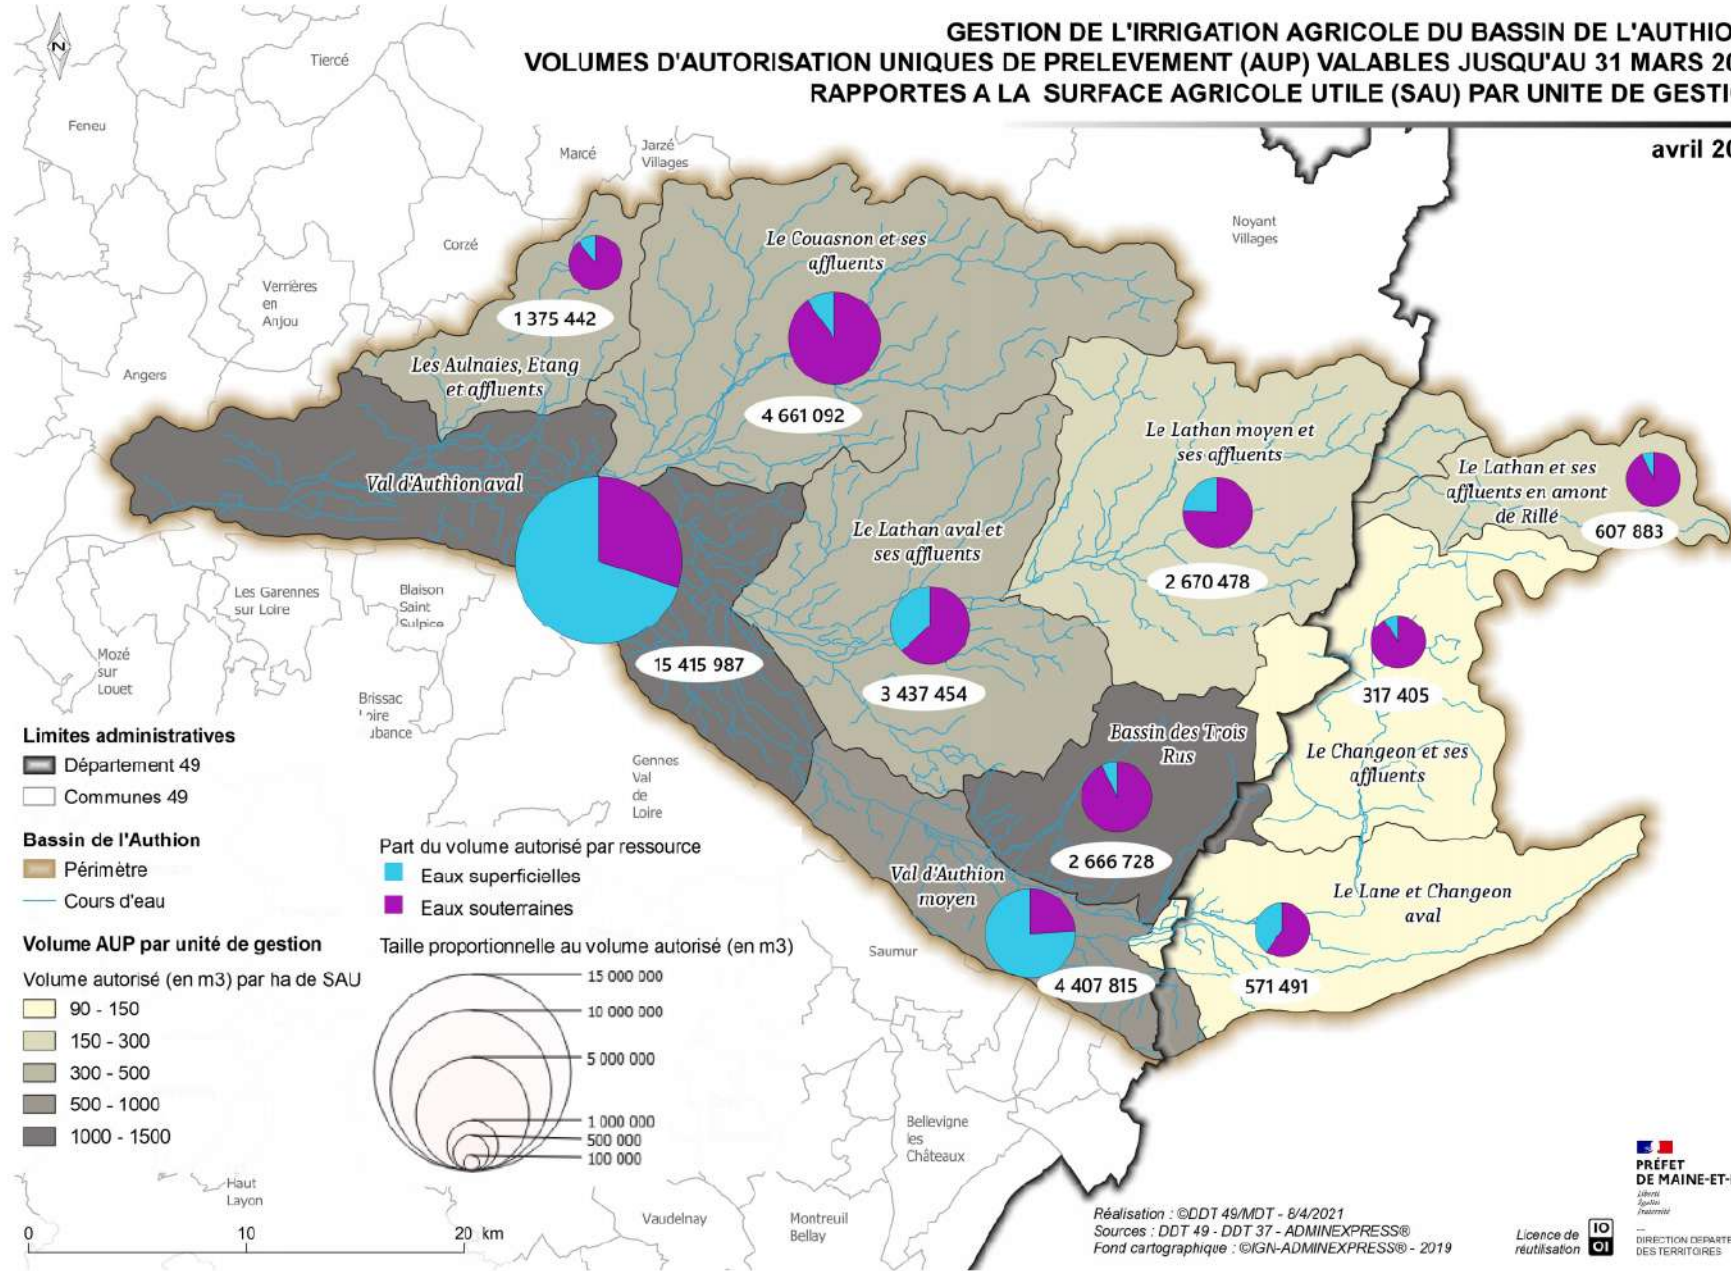 GESTION DE L'IRRIGATION AGRICOLE DU BASSIN DE L'AUTHIO
VOLUMES D'AUTORISATION UNIQUES DE PRELEVEMENT (AUP) VALABLES JUSQU'AU 31 MARS 20
RAPPORTES A LA SURFACE AGRICOLE UTILE (SAU) PAR UNITE DE GESTI
avril 20
N
Tiercé
Feneu
Marcé
Jarzé
Villages
Corzé
Noyant
Villages
Verrières
en
Anjou
Angers
Le Couasnon et ses
affluents
1 375 442
Les Aulnaies, Etang
et affluents
4 661 092
Le Lathan moyen et
ses affluents
Val d'Authion aval
Le Lathan et ses
affluents en amont
de Rillé
607 883
Le Lathan aval et
ses affluents
2 670 478
Les Garennes
sur Loire
Blaison
Saint
Sulpice
Mozé
sur
Louet
15 415 987
3 437 454
317 405
Brissac
Loire
ubance
Bassin des Trois
Rus
Le Changeon et ses
affluents
Gennes
Val
de
Loire
2 666 728
Val d'Authion
moyen
Le Lane et Changeon
aval
Saumur
4 407 815
571 491
Limites administratives
Département 49
Communes 49
Bassin de l'Authion
Périmètre
Cours d'eau
Volume AUP par unité de gestion
Volume autorisé (en m3) par ha de SAU
90 - 150
150 - 300
300 - 500
500 - 1000
1000 - 1500
Part du volume autorisé par ressource
Eaux superficielles
Eaux souterraines
Taille proportionnelle au volume autorisé (en m3)
15 000 000
10 000 000
5 000 000
1 000 000
500 000
100 000
Bellevigne
les
Châteaux
Haut
Layon
Vaudelnay
Montreuil
Bellay
0 10 20 km
Réalisation : ©DDT 49/MDT - 8/4/2021
Sources : DDT 49 - DDT 37 - ADMINEXPRESS®
Fond cartographique : ©IGN-ADMINEXPRESS® - 2019
Licence de
réutilisation
IO
OI
PRÉFET
DE MAINE-ET-
Liberté
Égalité
Fraternité
DIRECTION DEPARTE
DES TERRITOIRES